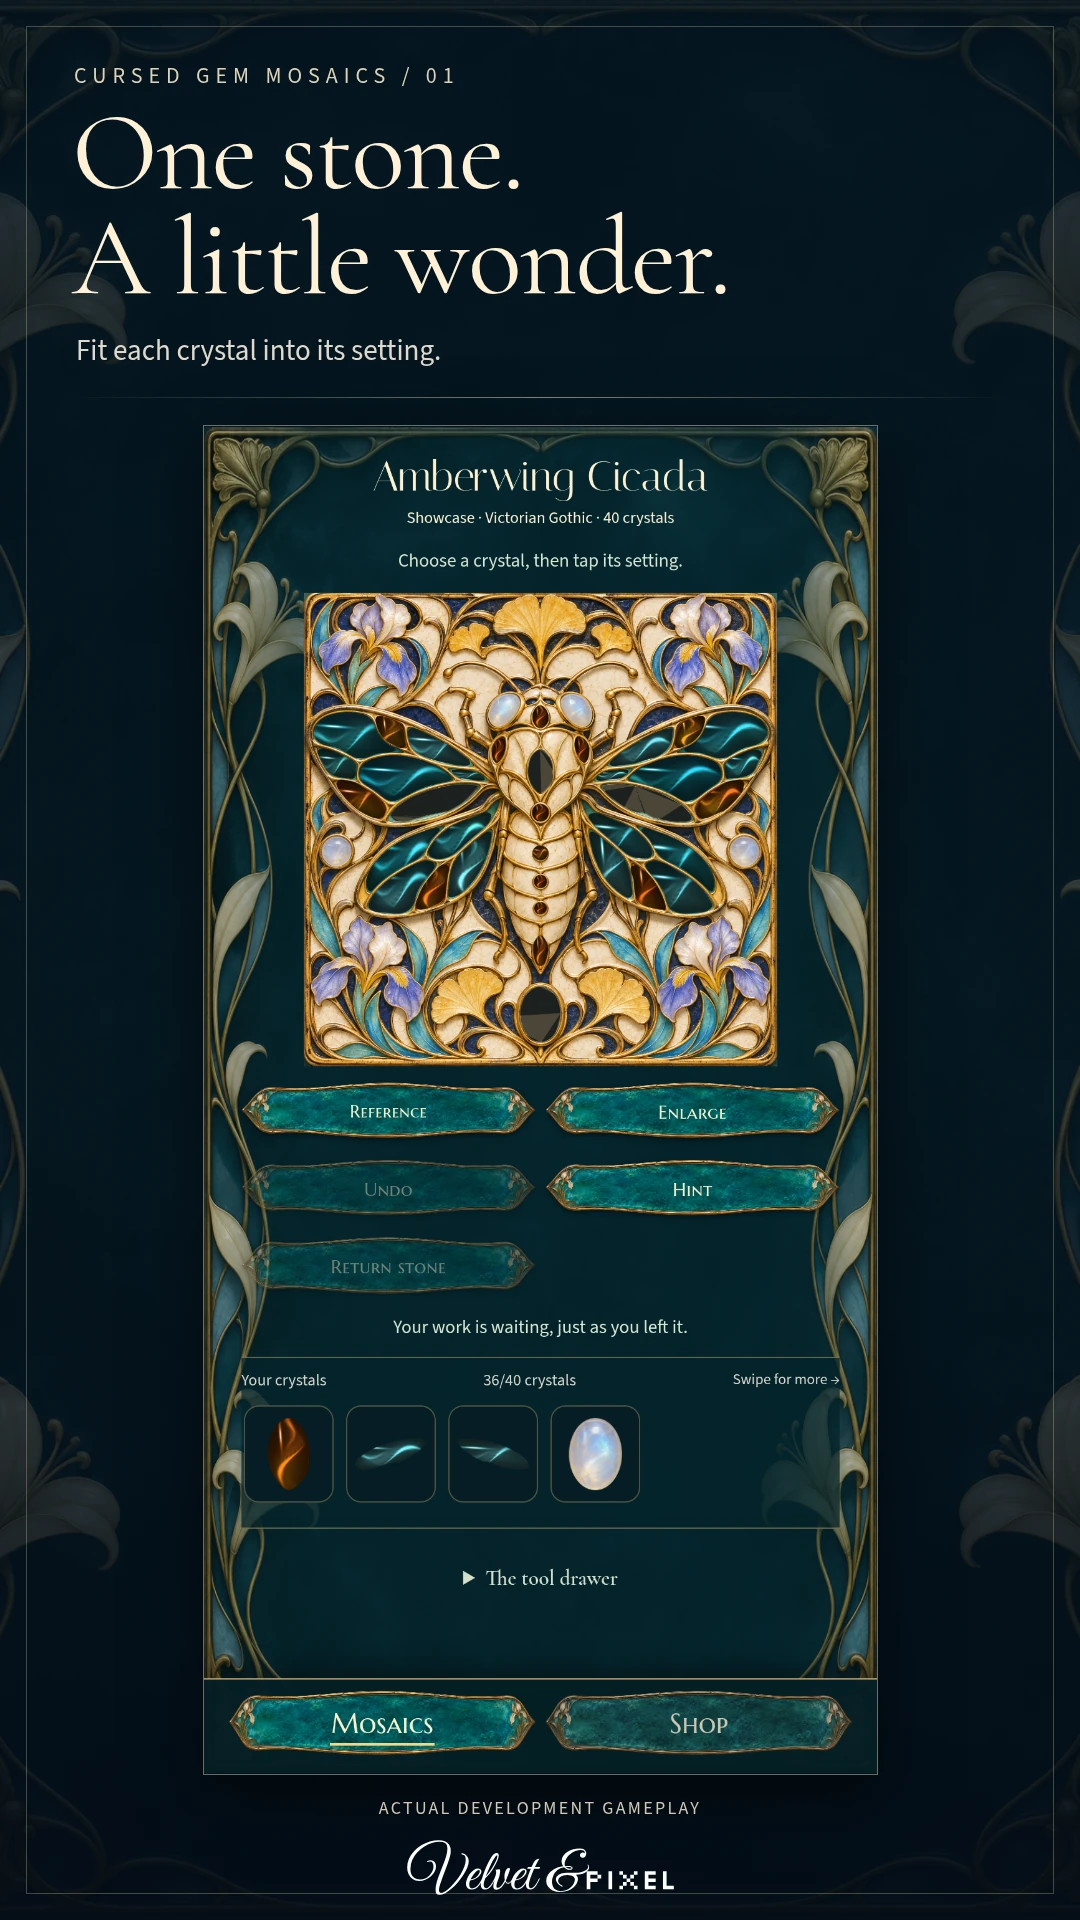 CURSED GEM MOSAICS / 01
One stone.
A little wonder.
Fit each crystal into its setting.
Amberwing Cicada
Showcase · Victorian Gothic · 40 crystals
Choose a crystal, then tap its setting.
REFERENCE
ENLARGE
UNDO
HINT
RETURN STONE
Your work is waiting, just as you left it.
Your crystals
36/40 crystals
Swipe for more →
▶ The tool drawer
MOSAICS
SHOP
ACTUAL DEVELOPMENT GAMEPLAY
Velvet & PIXEL